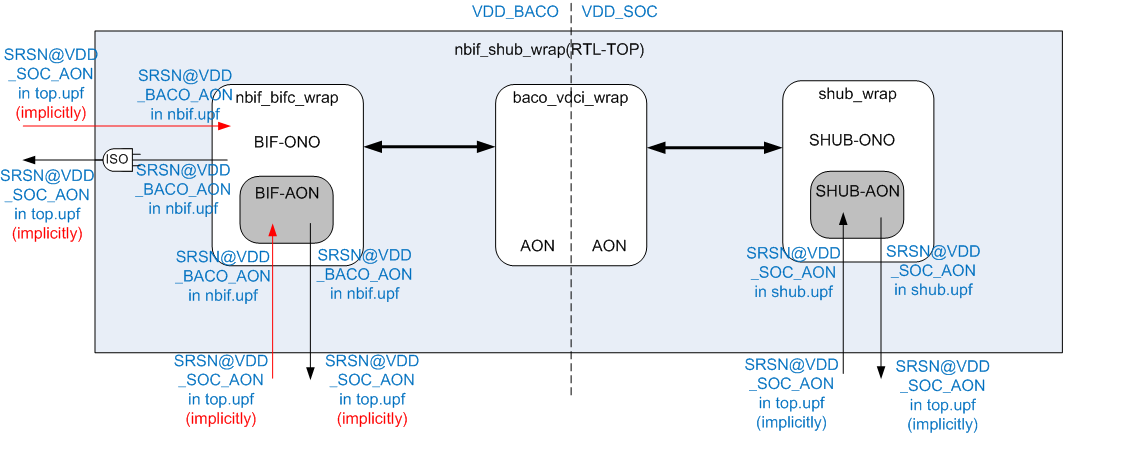 VDD_BACO
VDD_SOC
nbif_shub_wrap(RTL-TOP)
SRSN@VDD
_SOC_AON
in top.upf
(implicitly)
SRSN@VDD
_BACO_AON
in nbif.upf
nbif_bifc_wrap
BIF-ONO
baco_vdci_wrap
shub_wrap
SHUB-ONO
ISO
SRSN@VDD
_SOC_AON
in top.upf
(implicitly)
SRSN@VDD
_BACO_AON
in nbif.upf
BIF-AON
SHUB-AON
AON
AON
SRSN@VDD
_BACO_AON
in nbif.upf
SRSN@VDD
_BACO_AON
in nbif.upf
SRSN@VDD
_SOC_AON
in shub.upf
SRSN@VDD
_SOC_AON
in shub.upf
SRSN@VDD
_SOC_AON
in top.upf
(implicitly)
SRSN@VDD
_SOC_AON
in top.upf
(implicitly)
SRSN@VDD
_SOC_AON
in top.upf
(implicitly)
SRSN@VDD
_SOC_AON
in top.upf
(implicitly)